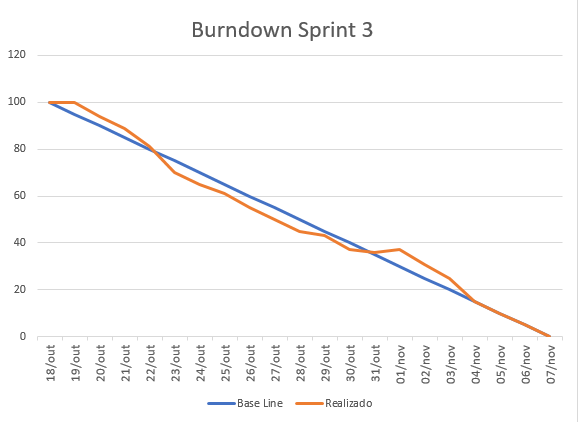 Burndown Sprint 3
120
100
80
60
40
20
0
18/out
19/out
20/out
21/out
22/out
23/out
24/out
25/out
26/out
27/out
28/out
29/out
30/out
31/out
01/nov
02/nov
03/nov
04/nov
05/nov
06/nov
07/nov
Base Line Realizado